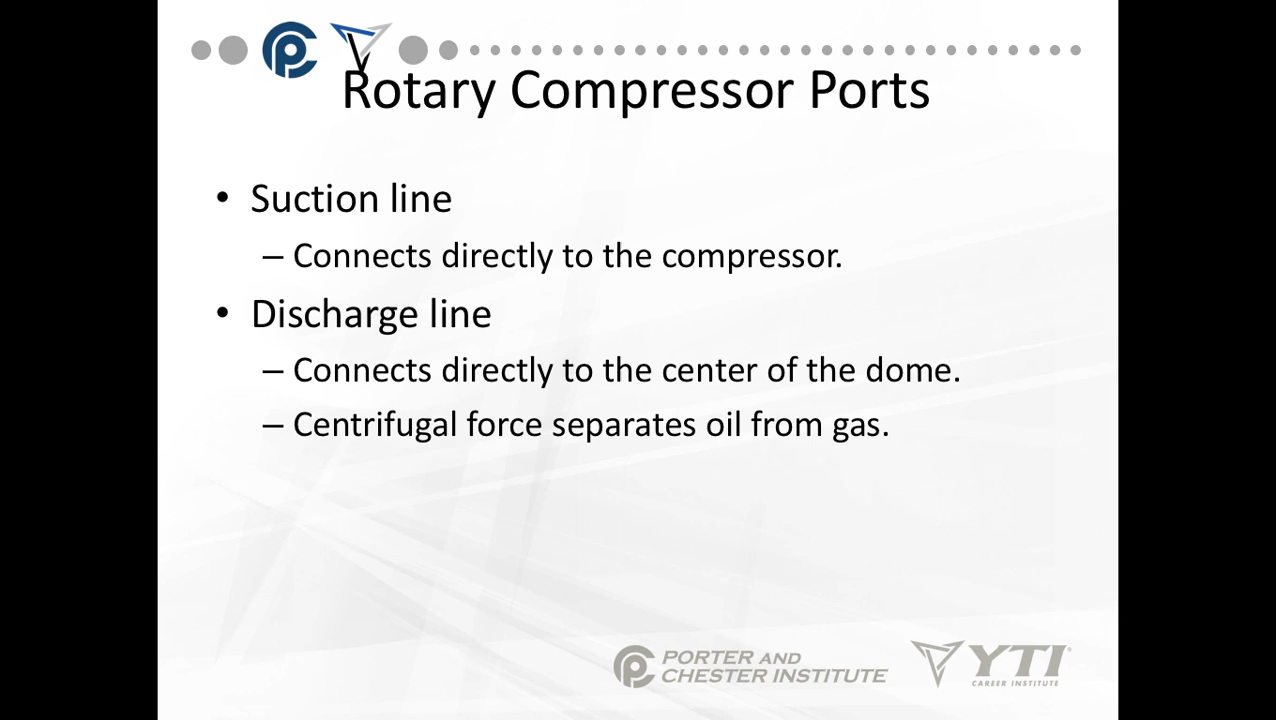 Rotary Compressor Ports
• Suction line
– Connects directly to the compressor.
• Discharge line
– Connects directly to the center of the dome.
– Centrifugal force separates oil from gas.
PORTER AND
CHESTER INSTITUTE
YTI
CAREER INSTITUTE